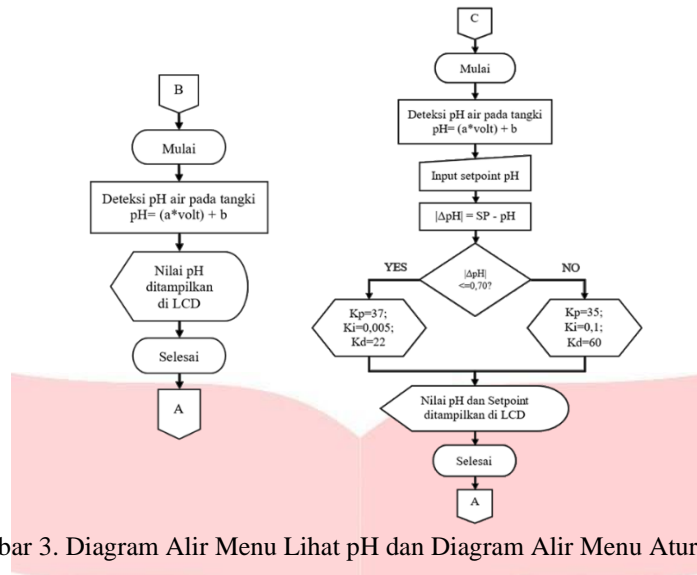 B
Mulai
Deteksi pH air pada tangki
pH= (a*volt) + b
Nilai pH
ditampilkan
di LCD
Selesai
A
C
Mulai
Deteksi pH air pada tangki
pH= (a*volt) + b
Input setpoint pH
|ΔpH| = SP - pH
|ΔpH|
<=0,70?
YES
NO
Kp=37;
Ki=0,005;
Kd=22
Kp=35;
Ki=0,1;
Kd=60
Nilai pH dan Setpoint
ditampilkan di LCD
Selesai
A
bar 3. Diagram Alir Menu Lihat pH dan Diagram Alir Menu Atur